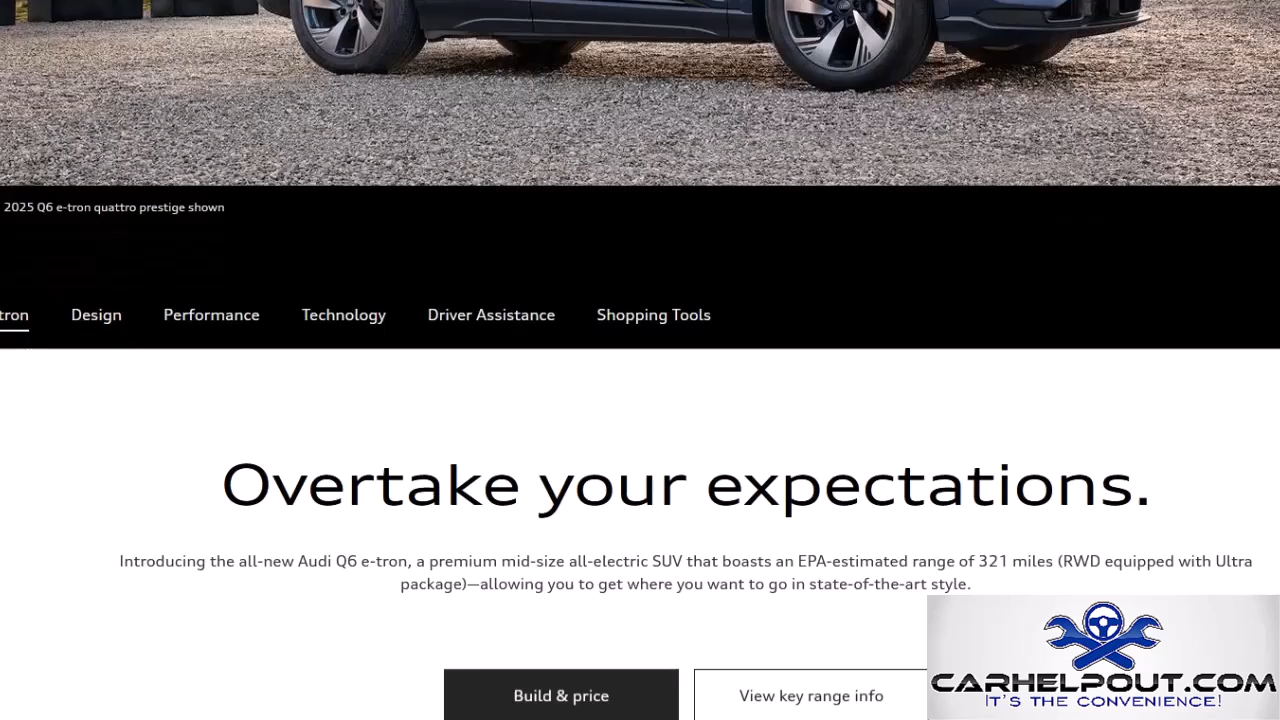 2025 Q6 e-tron quattro prestige shown
tron Design Performance Technology Driver Assistance Shopping Tools
Overtake your expectations.
Introducing the all-new Audi Q6 e-tron, a premium mid-size all-electric SUV that boasts an EPA-estimated range of 321 miles (RWD equipped with Ultra
package)—allowing you to get where you want to go in state-of-the-art style.
Build & price View key range info
CARHELPOUT.COM
IT'S THE CONVENIENCE!